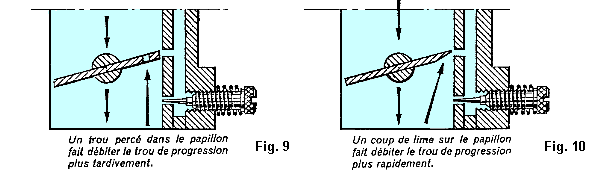 Un trou percé dans le papillon
fait débiter le trou de progression
plus tardivement.
Fig. 9
Un coup de lime sur le papillon
fait débiter le trou de progression
plus rapidement.
Fig. 10